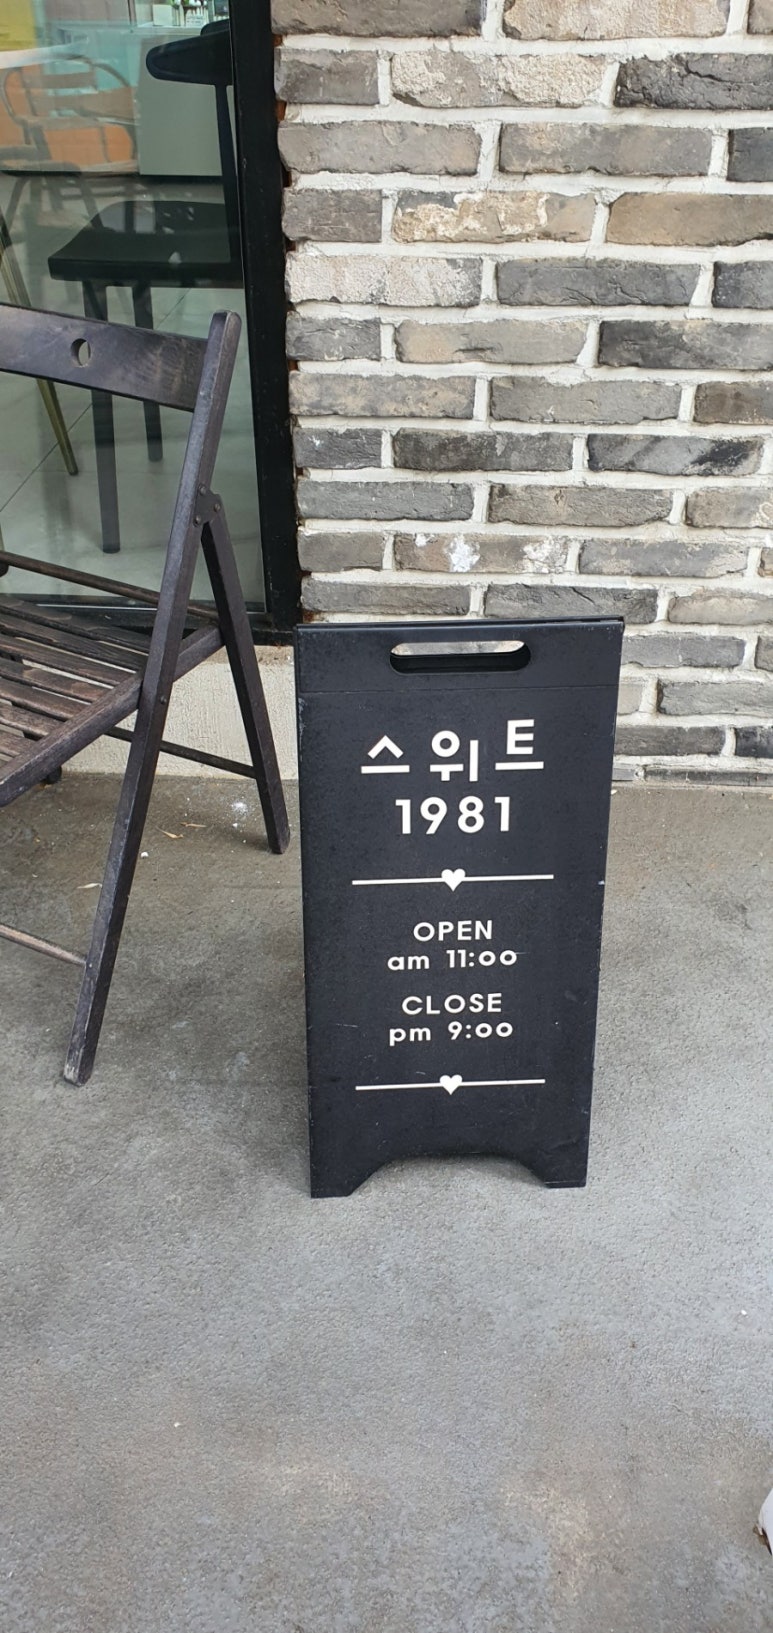 스위트
1981
OPEN
am 11:00
CLOSE
pm 9:00